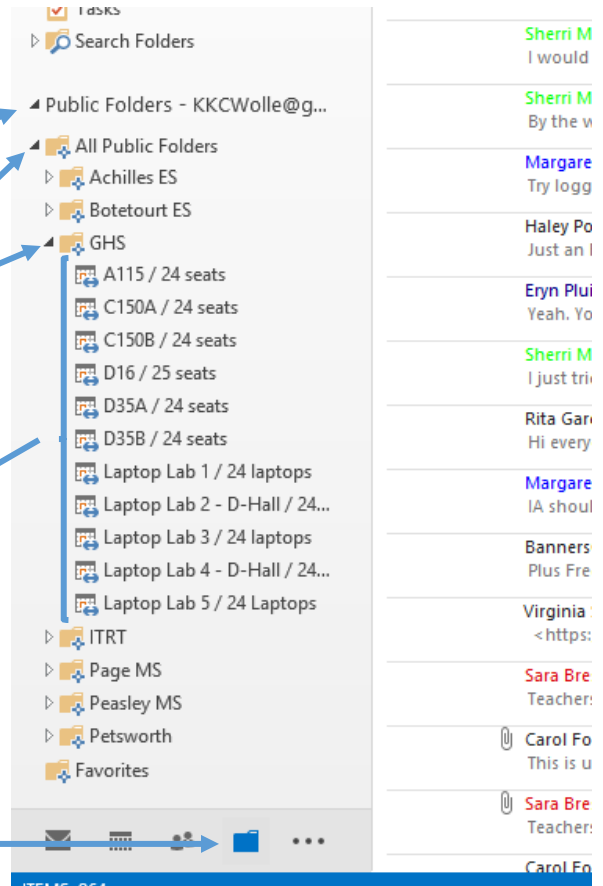 Tasks
Search Folders
Public Folders - KKCWolle@g...
All Public Folders
Achilles ES
Botetourt ES
GHS
A115 / 24 seats
C150A / 24 seats
C150B / 24 seats
D16 / 25 seats
D35A / 24 seats
D35B / 24 seats
Laptop Lab 1 / 24 laptops
Laptop Lab 2 - D-Hall / 24...
Laptop Lab 3 / 24 laptops
Laptop Lab 4 - D-Hall / 24...
Laptop Lab 5 / 24 Laptops
ITRT
Page MS
Peasley MS
Petsworth
Favorites
Sherri M
I would
Sherri M
By the w
Margare
Try logg
Haley Po
Just an
Eryn Plui
Yeah. Yo
Sherri M
I just trie
Rita Gar
Hi every
Margare
IA shoul
Banners
Plus Fre
Virginia
<https:
Sara Bre
Teachers
Carol Fo
This is u
Sara Bre
Teachers
Carol Fo